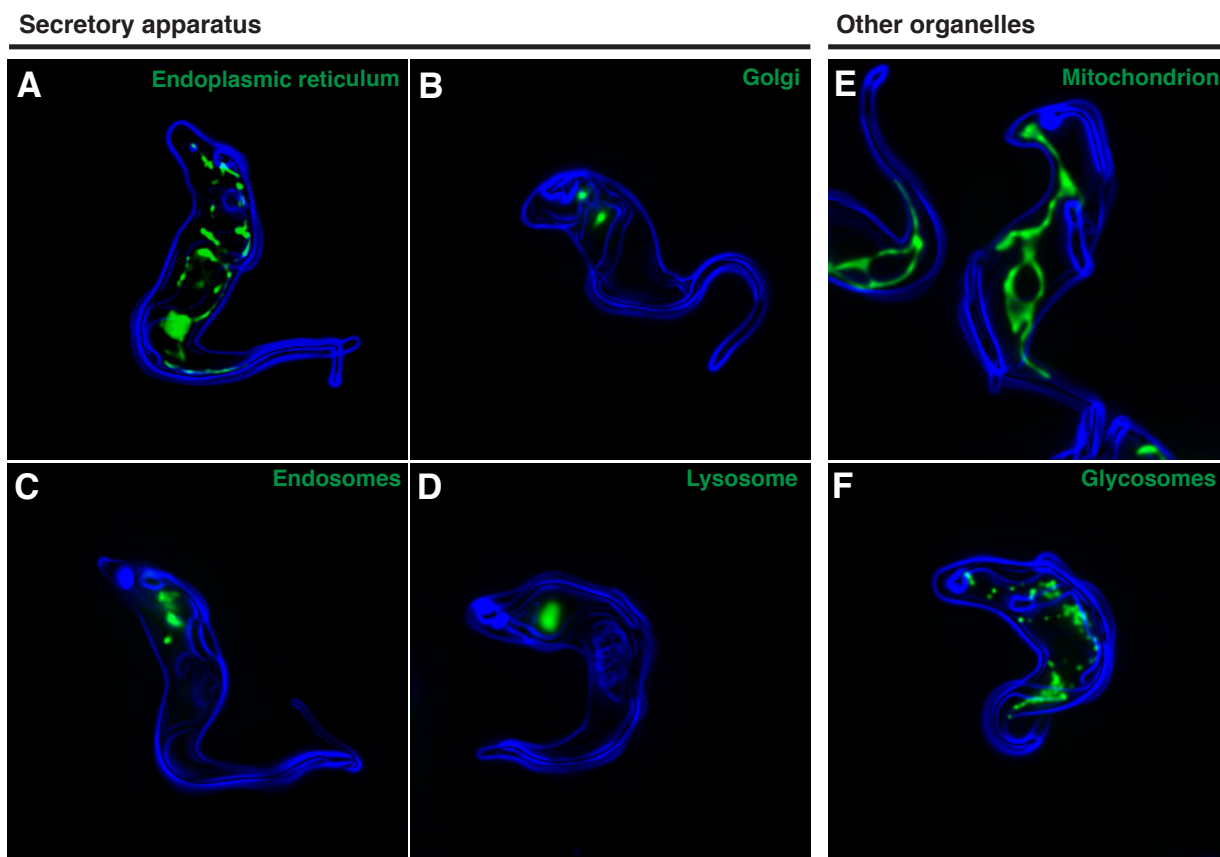 Secretory apparatus
Other organelles
A
Endoplasmic reticulum
B
Golgi
E
Mitochondrion
C
Endosomes
D
Lysosome
F
Glycosomes